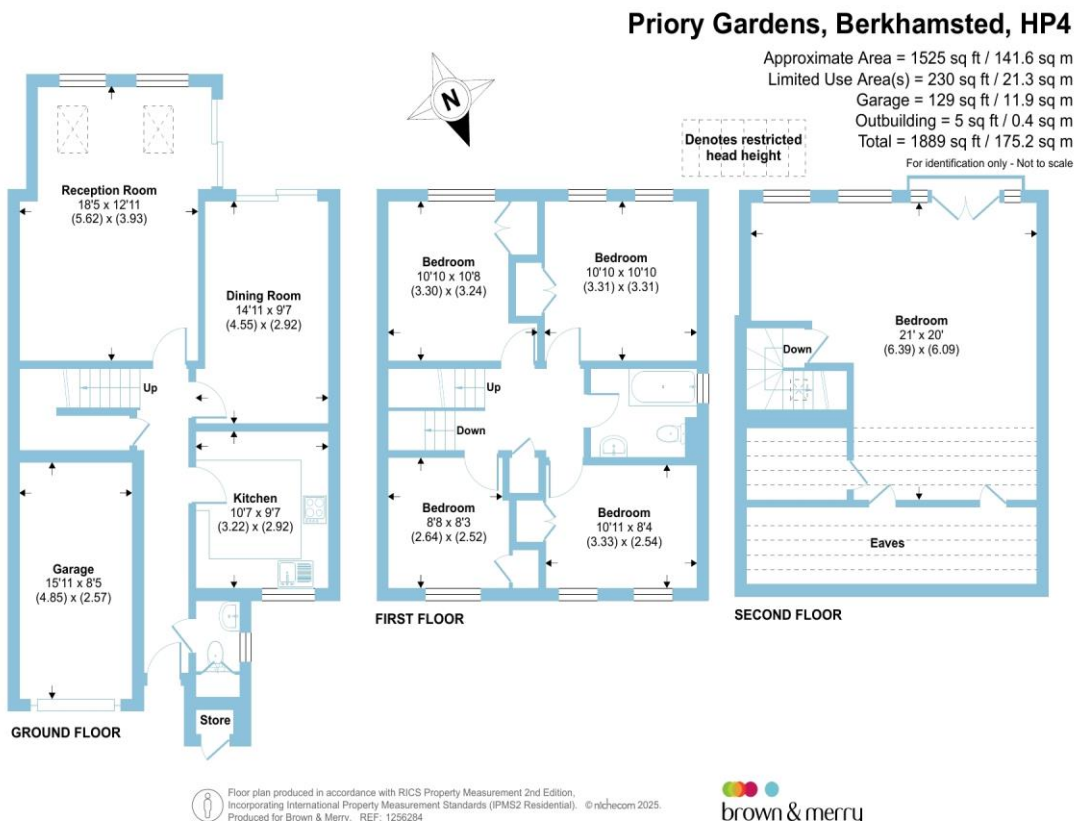 Priory Gardens, Berkhamsted, HP4
Approximate Area = 1525 sq ft / 141.6 sq m
Limited Use Area(s) = 230 sq ft / 21.3 sq m
Garage = 129 sq ft / 11.9 sq m
Outbuilding = 5 sq ft / 0.4 sq m
Total = 1889 sq ft / 175.2 sq m
For identification only - Not to scale
N
Denotes restricted
head height
Reception Room
18'5 x 12'11
(5.62) x (3.93)
Dining Room
14'11 x 9'7
(4.55) x (2.92)
Up
Kitchen
10'7 x 9'7
(3.22) x (2.92)
Garage
15'11 x 8'5
(4.85) x (2.57)
Store
GROUND FLOOR
Bedroom
10'10 x 10'8
(3.30) x (3.24)
Bedroom
10'10 x 10'10
(3.31) x (3.31)
Up
Down
Bedroom
8'8 x 8'3
(2.64) x (2.52)
Bedroom
10'11 x 8'4
(3.33) x (2.54)
FIRST FLOOR
Bedroom
21' x 20'
(6.39) x (6.09)
Down
Eaves
SECOND FLOOR
Floor plan produced in accordance with RICS Property Measurement 2nd Edition,
Incorporating International Property Measurement Standards (IPMS2 Residential). © nichecom 2025.
Produced for Brown & Merry. REF: 1256284
brown & merry